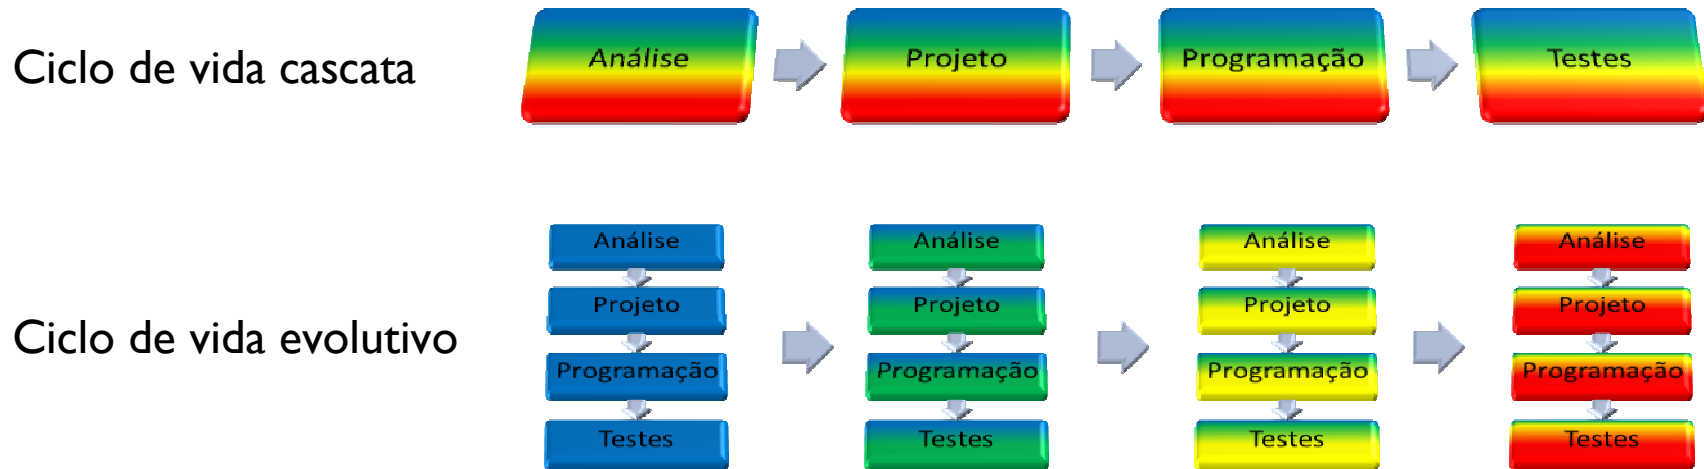 Ciclo de vida cascata
Análise
Projeto
Programação
Testes
Ciclo de vida evolutivo
Análise
Projeto
Programação
Testes
Análise
Projeto
Programação
Testes
Análise
Projeto
Programação
Testes
Análise
Projeto
Programação
Testes